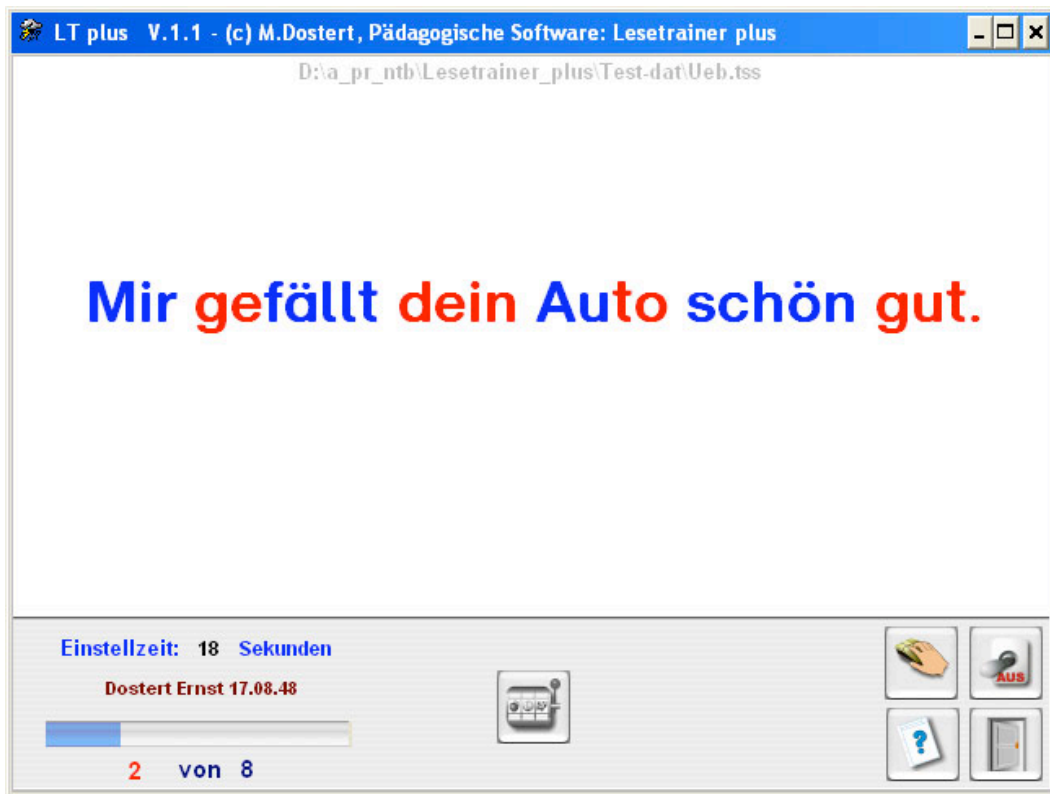 LT plus V.1.1 - (c) M.Dostert, Pädagogische Software: Lesetrainer plus
D:\a_pr_ntb\Lesetrainer_plus\Test-dat\Ueb.tss
Mir gefällt dein Auto schön gut.
Einstellzeit: 18 Sekunden
Dostert Ernst 17.08.48
AUS
?
2 von 8